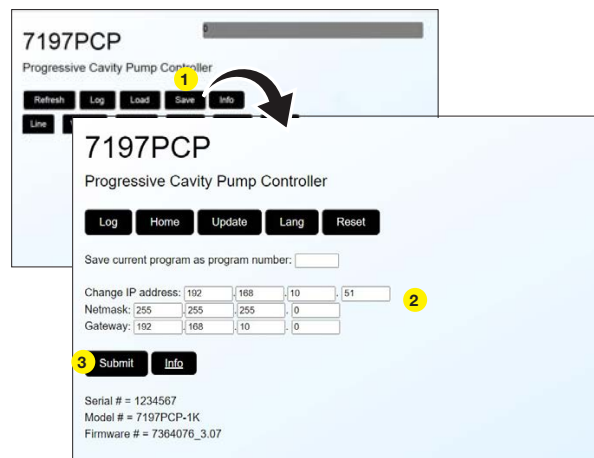 0
7197PCP
Progressive Cavity Pump Controller
1
Refresh Log Load Save Info
Line
7197PCP
Progressive Cavity Pump Controller
Log Home Update Lang Reset
Save current program as program number:
Change IP address: 192 . 168 . 10 . 51
2
Netmask: 255 . 255 . 255 . 0
Gateway: 192 . 168 . 10 . 0
3 Submit Info
Serial # = 1234567
Model # = 7197PCP-1K
Firmware # = 7364076_3.07